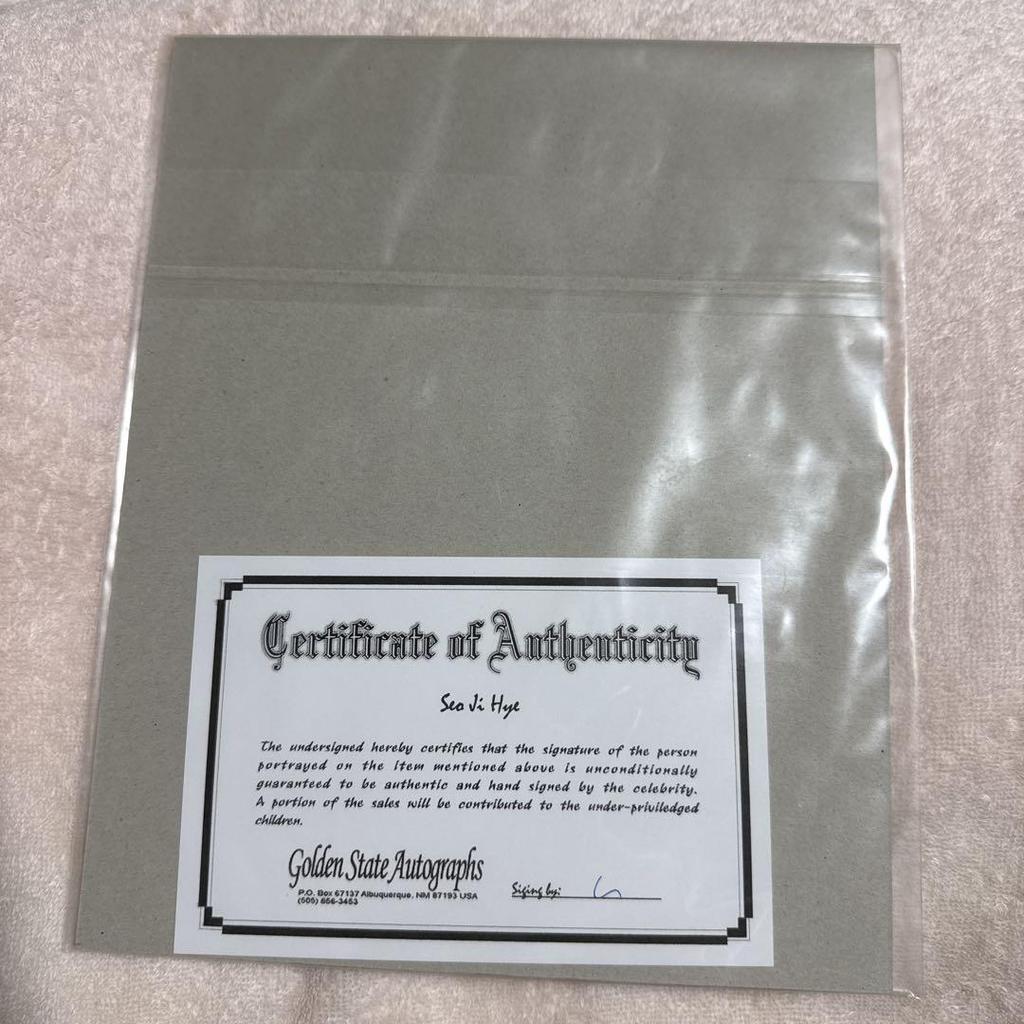 Certificate of Authenticity
Seo Ji Hye
The undersigned hereby certifies that the signature of the person
portrayed on the item mentioned above is unconditionally
guaranteed to be authentic and hand signed by the celebrity.
A portion of the sales will be contributed to the under-priviledged
children.
Golden State Autographs
P.O. Box 67137 Albuquerque, NM 87193 USA
(505) 656-3453
Siging by: